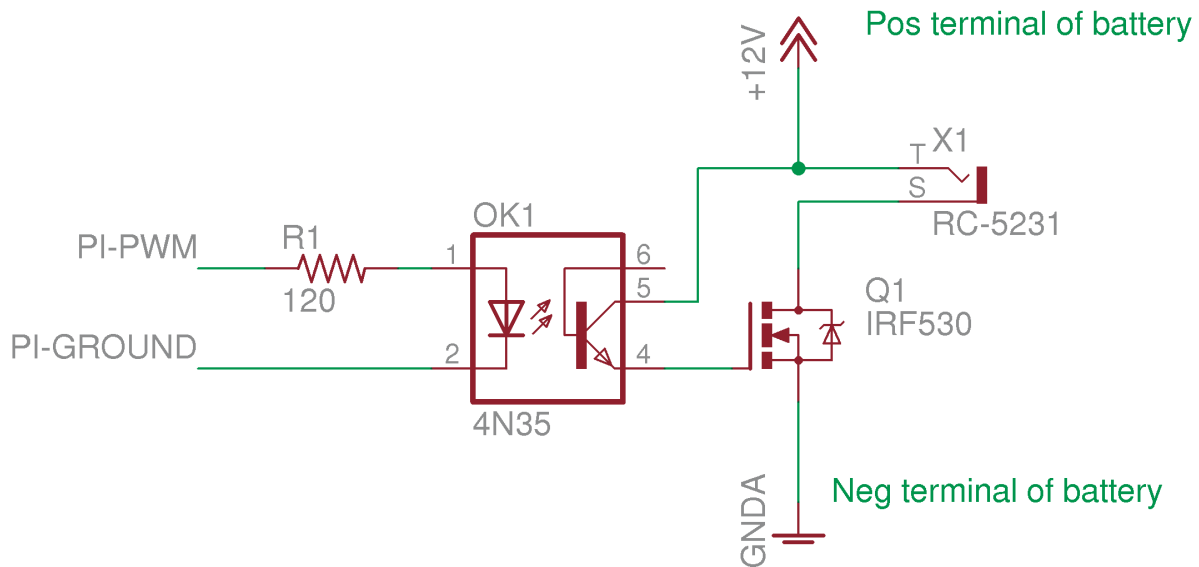 Pos terminal of battery
+12V
T
X1
S
RC-5231
OK1
PI-PWM
R1
120
1
6
5
Q1
IRF530
PI-GROUND
2
4
4N35
GNDA
Neg terminal of battery